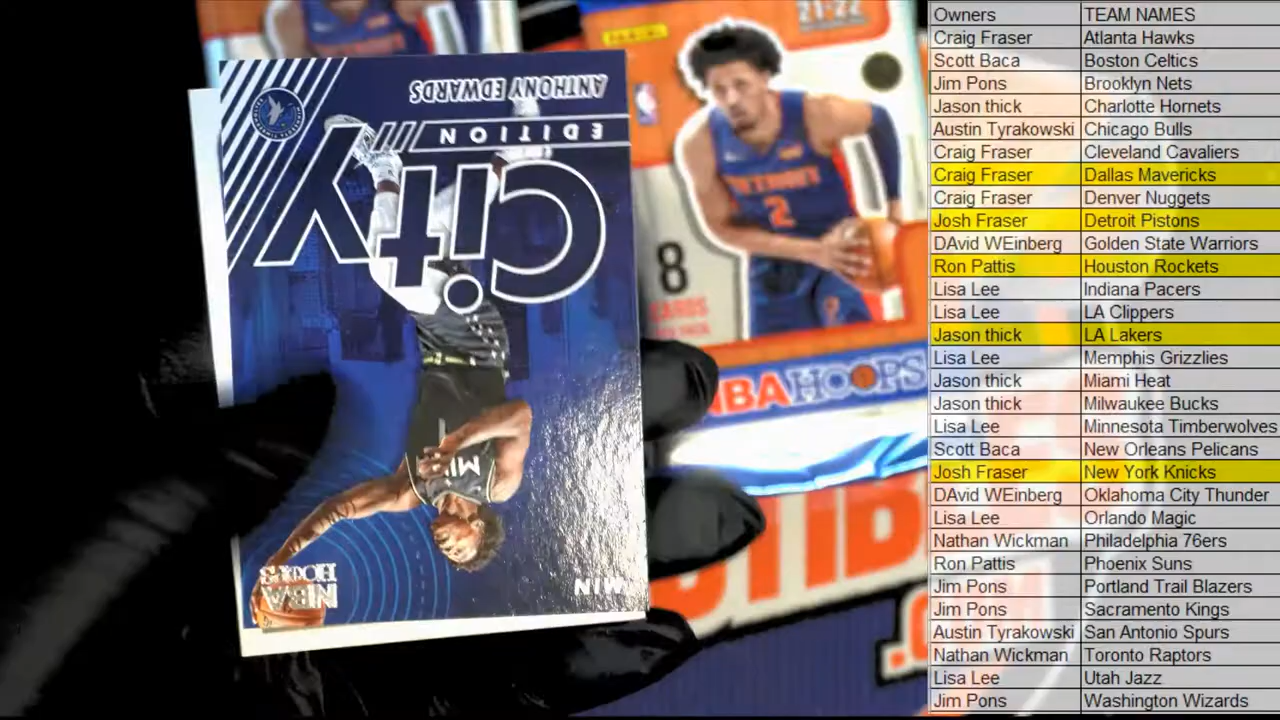 ANTHONY EDWARDS
EDITION
City
MIN
NBA
HOOPS
MIN
PANINI
21-22
DETROIT
2
8
CARDS
NBA HOOPS
Owners TEAM NAMES
Craig Fraser Atlanta Hawks
Scott Baca Boston Celtics
Jim Pons Brooklyn Nets
Jason thick Charlotte Hornets
Austin Tyrakowski Chicago Bulls
Craig Fraser Cleveland Cavaliers
Craig Fraser Dallas Mavericks
Craig Fraser Denver Nuggets
Josh Fraser Detroit Pistons
DAvid WEinberg Golden State Warriors
Ron Pattis Houston Rockets
Lisa Lee Indiana Pacers
Lisa Lee LA Clippers
Jason thick LA Lakers
Lisa Lee Memphis Grizzlies
Jason thick Miami Heat
Jason thick Milwaukee Bucks
Lisa Lee Minnesota Timberwolves
Scott Baca New Orleans Pelicans
Josh Fraser New York Knicks
DAvid WEinberg Oklahoma City Thunder
Lisa Lee Orlando Magic
Nathan Wickman Philadelphia 76ers
Ron Pattis Phoenix Suns
Jim Pons Portland Trail Blazers
Jim Pons Sacramento Kings
Austin Tyrakowski San Antonio Spurs
Nathan Wickman Toronto Raptors
Lisa Lee Utah Jazz
Jim Pons Washington Wizards